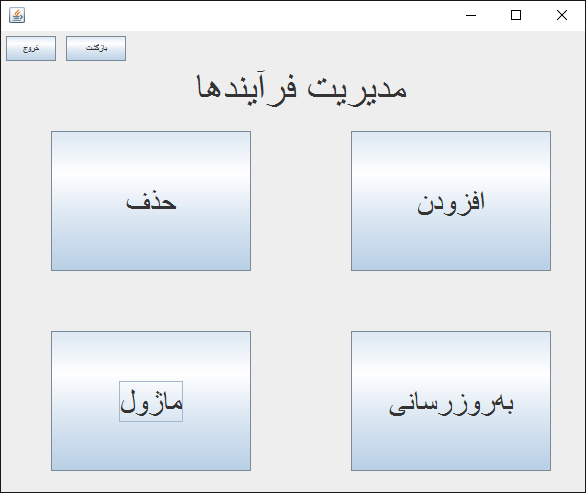 بازگشت
خروج
مدیریت فرآیندها
افزودن
حذف
به‌روزرسانی
ماژول